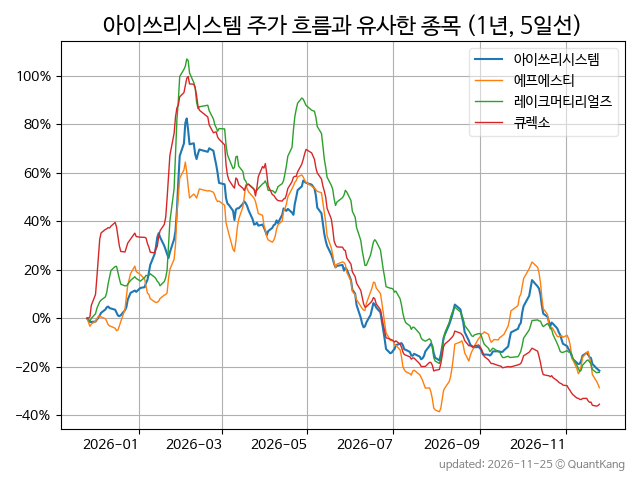 아이쓰리시스템 주가 흐름과 유사한 종목 (1년, 5일선)
아이쓰리시스템
에프에스티
레이크머티리얼즈
큐렉소
100%
80%
60%
40%
20%
0%
−20%
−40%
2026-01
2026-03
2026-05
2026-07
2026-09
2026-11
updated: 2026-11-25 © QuantKang